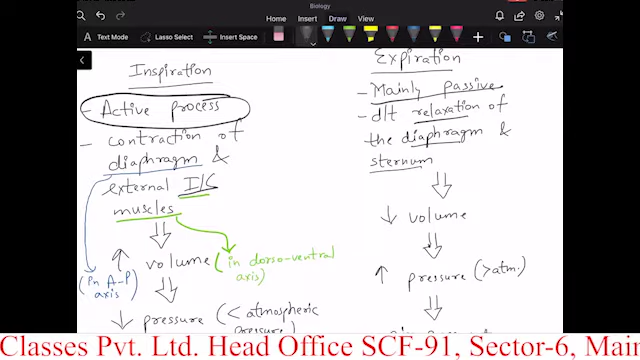 Biology
Home Insert Draw View
Text Mode Lasso Select Insert Space
Inspiration
- Active process
- contraction of
diaphragm &
external I/C
muscles
↑ volume (in dorso-ventral
axis)
(in A-P
axis)
↓ pressure (< atmospheric
pressure)
Expiration
- Mainly passive
- d/t relaxation of
the diaphragm &
sternum
↓ volume
↑ pressure (>atm.)
Classes Pvt. Ltd. Head Office SCF-91, Sector-6, Main